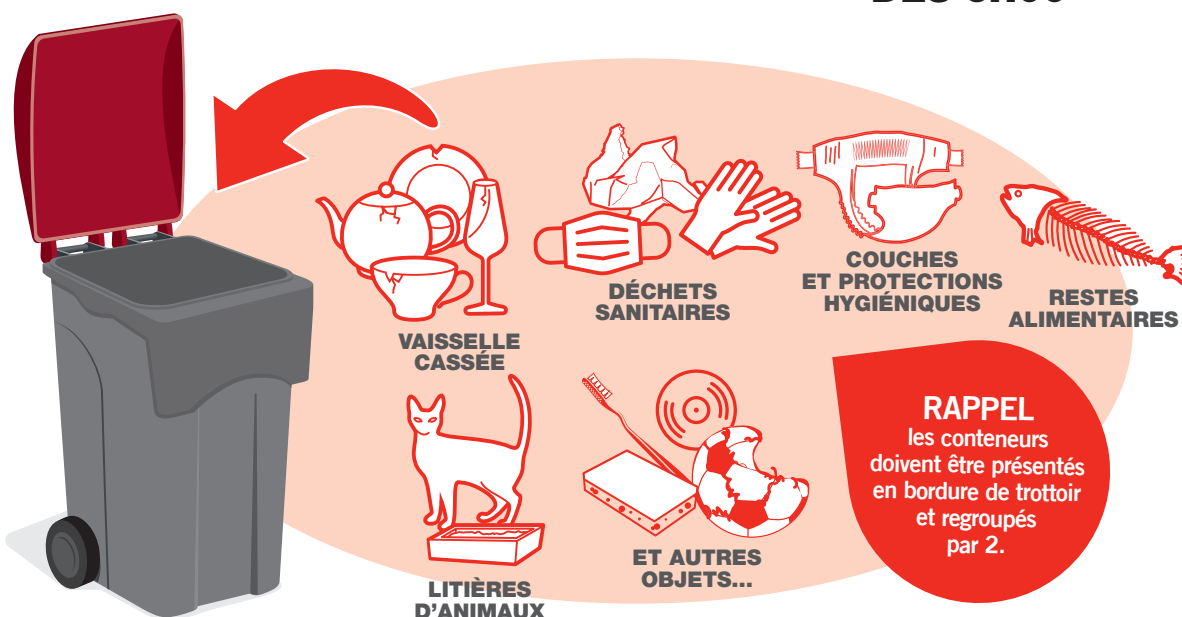 VAISSELLE
CASSÉE
DÉCHETS
SANITAIRES
COUCHES
ET PROTECTIONS
HYGIÉNIQUES
RESTES
ALIMENTAIRES
LITIÈRES
D'ANIMAUX
ET AUTRES
OBJETS...
RAPPEL
les conteneurs
doivent être présentés
en bordure de trottoir
et regroupés
par 2.